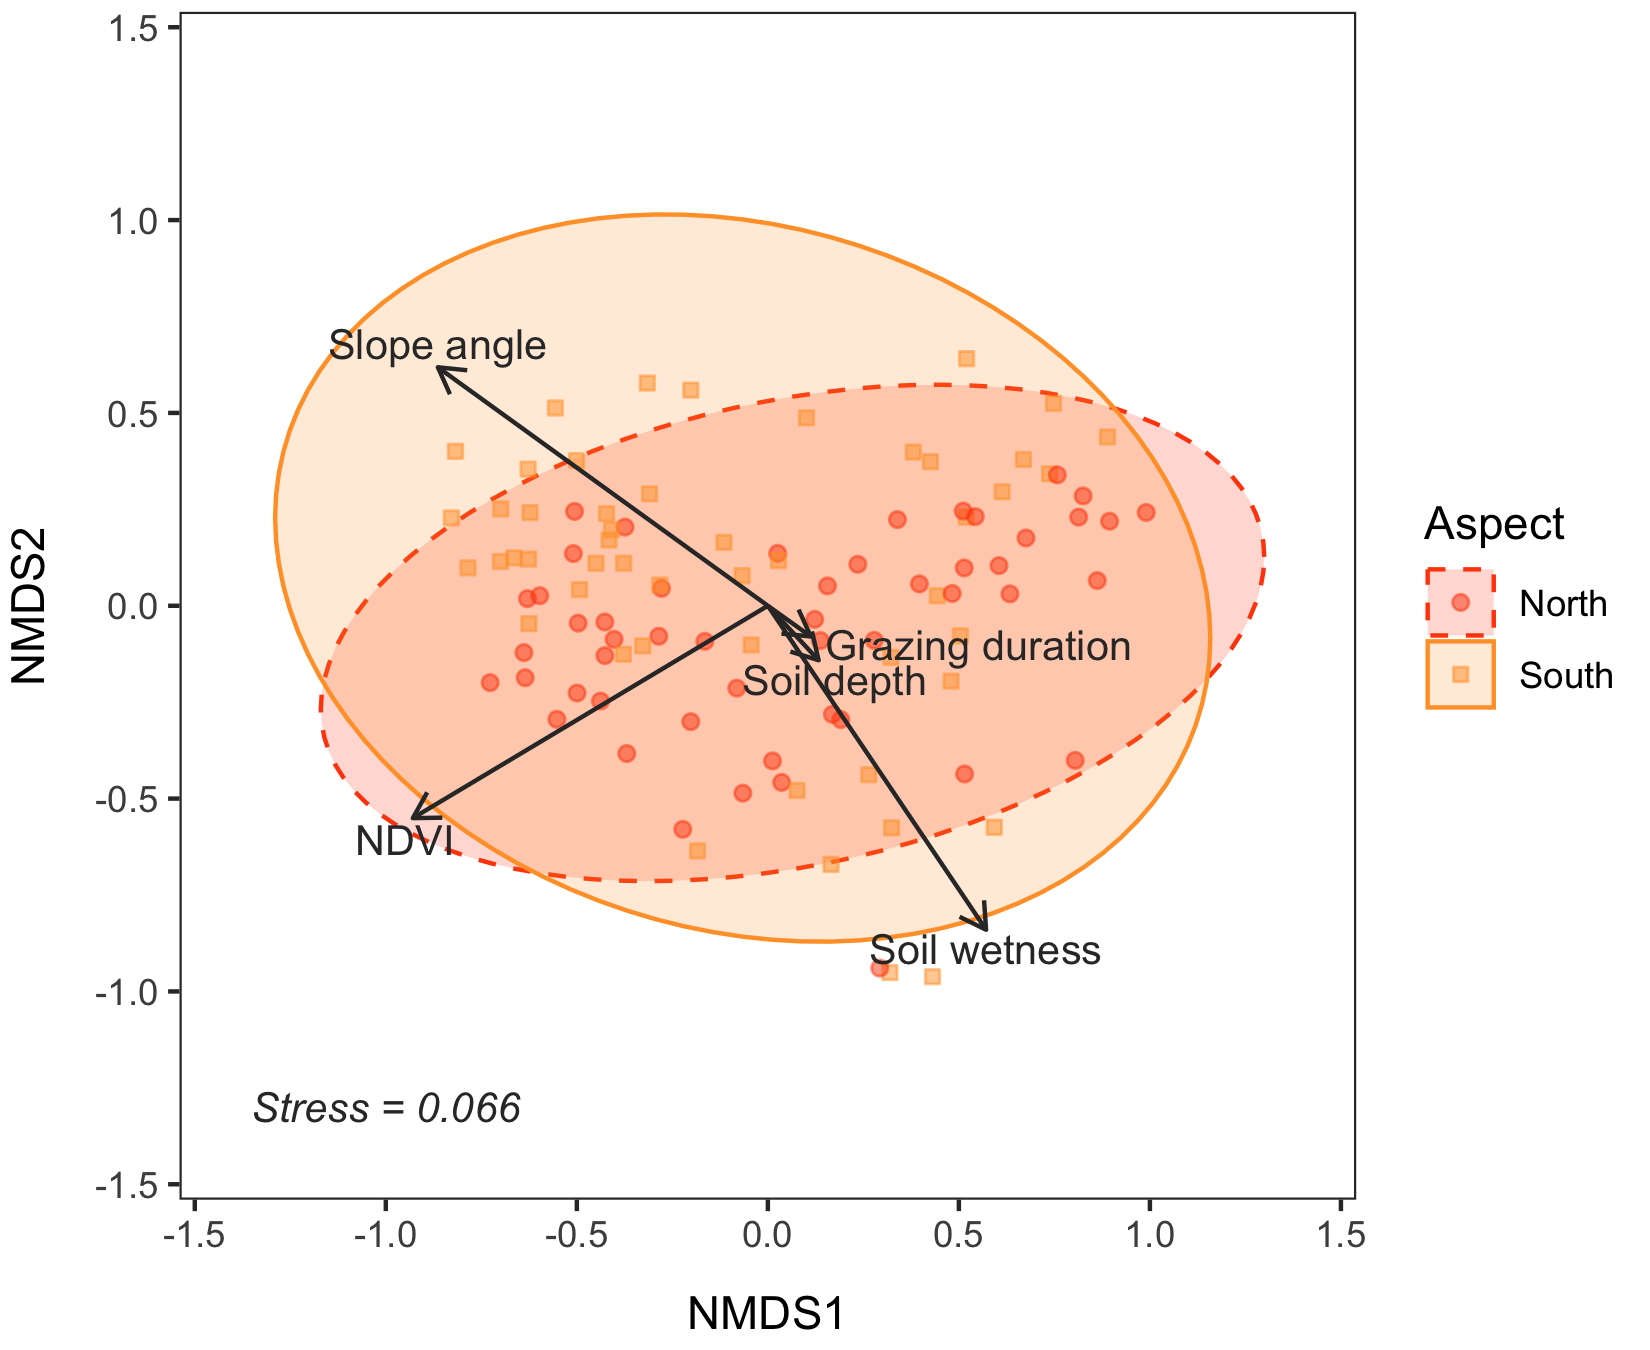 1.5
1.0
0.5
0.0
-0.5
-1.0
-1.5
NMDS2
Slope angle
Grazing duration
Soil depth
NDVI
Soil wetness
Stress = 0.066
-1.5 -1.0 -0.5 0.0 0.5 1.0 1.5
NMDS1
Aspect
North
South